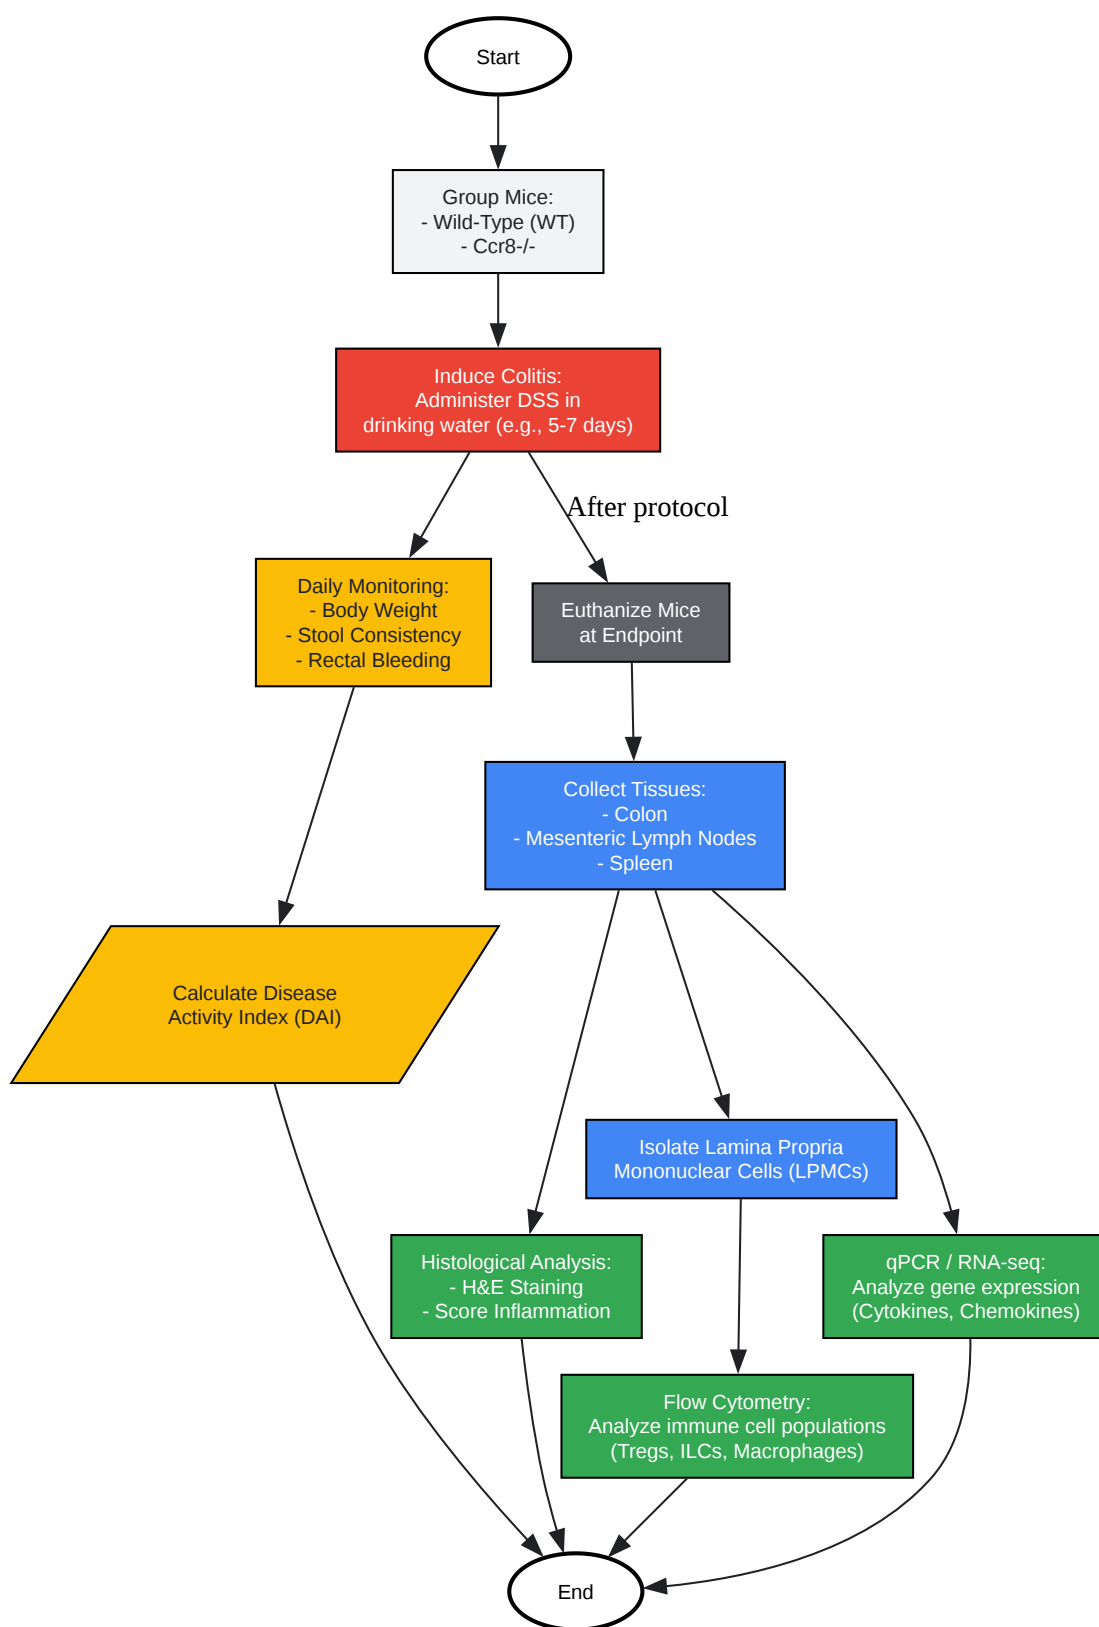 Start
Group Mice:
- Wild-Type (WT)
- Ccr8-/-
Induce Colitis:
Administer DSS in
drinking water (e.g., 5-7 days)
After protocol
Daily Monitoring:
- Body Weight
- Stool Consistency
- Rectal Bleeding
Euthanize Mice
at Endpoint
Collect Tissues:
- Colon
- Mesenteric Lymph Nodes
- Spleen
Calculate Disease
Activity Index (DAI)
Isolate Lamina Propria
Mononuclear Cells (LPMCs)
Histological Analysis:
- H&E Staining
- Score Inflammation
qPCR / RNA-seq:
Analyze gene expression
(Cytokines, Chemokines)
Flow Cytometry:
Analyze immune cell populations
(Tregs, ILCs, Macrophages)
End